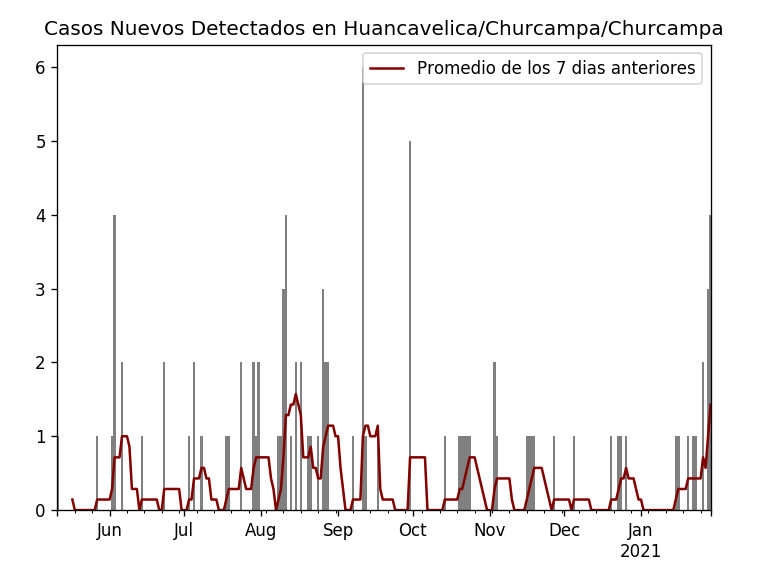 Casos Nuevos Detectados en Huancavelica/Churcampa/Churcampa
Promedio de los 7 dias anteriores
6
5
4
3
2
1
0
Jun Jul Aug Sep Oct Nov Dec Jan
2021